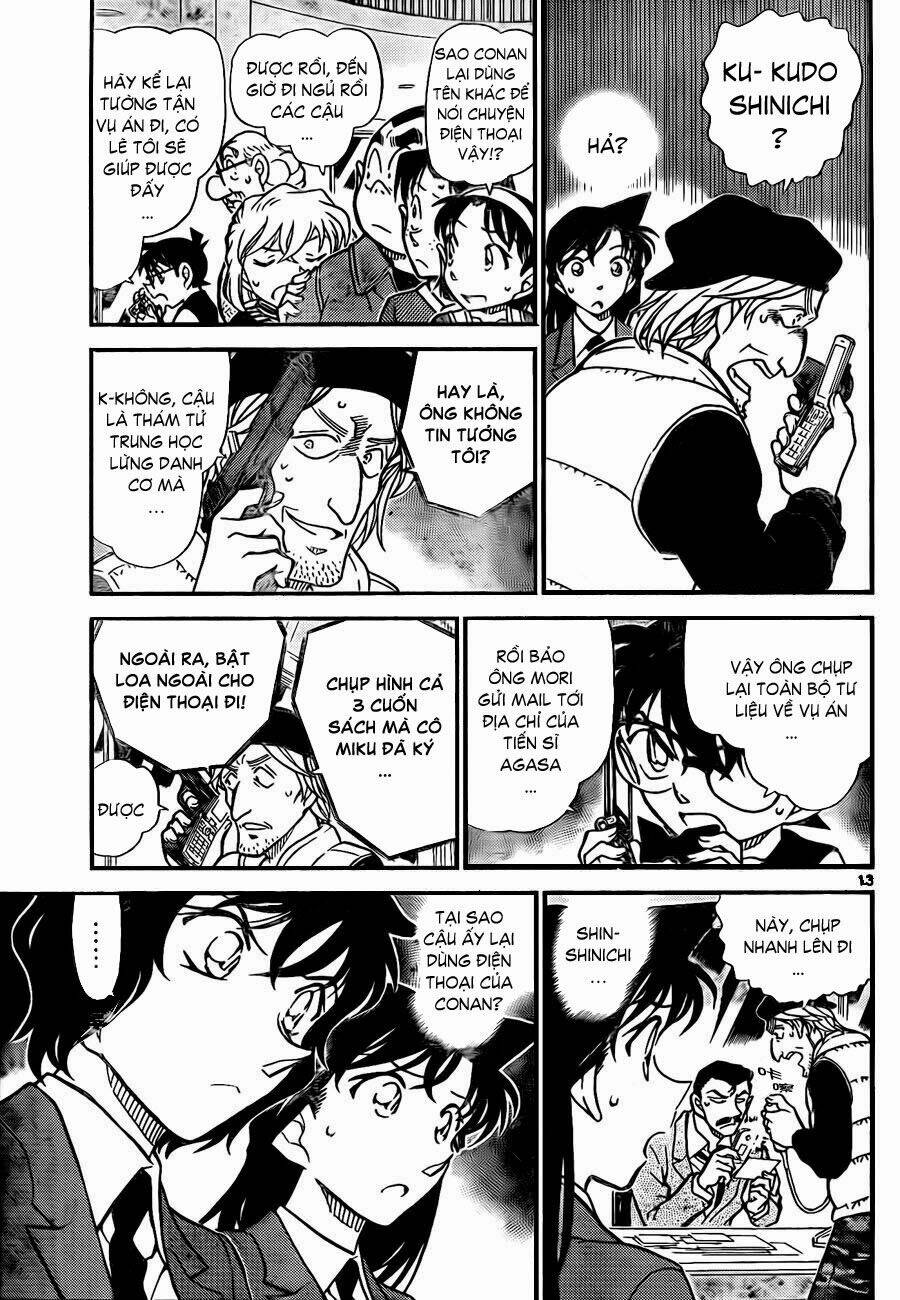 KU- KUDO
SHINICHI
?
HẢ?
SAO CONAN
LẠI DÙNG
TÊN KHÁC ĐỂ
NÓI CHUYỆN
ĐIỆN THOẠI
VẬY!?
ĐƯỢC RỒI, ĐẾN
GIỜ ĐI NGỦ RỒI
CÁC CẬU
...
HÃY KỂ LẠI
TƯỜNG TẬN
VỤ ÁN ĐI, CÓ
LẼ TÔI SẼ
GIÚP ĐƯỢC
ĐẤY
...
HAY LÀ,
ÔNG KHÔNG
TIN TƯỞNG
TÔI?
K-KHÔNG, CẬU
LÀ THÁM TỬ
TRUNG HỌC
LỪNG DANH
CƠ MÀ
...
VẬY ÔNG CHỤP
LẠI TOÀN BỘ TƯ
LIỆU VỀ VỤ ÁN
...
RỒI BẢO
ÔNG MORI
GỬI MAIL TỚI
ĐỊA CHỈ CỦA
TIẾN SĨ
AGASA
...
CHỤP HÌNH CẢ
3 CUỐN
SÁCH MÀ CÔ
MIKU ĐÃ KÝ
...
NGOÀI RA, BẬT
LOA NGOÀI CHO
ĐIỆN THOẠI ĐI!
ĐƯỢC
13
NÀY, CHỤP
NHANH LÊN ĐI
...
SHIN-
SHINICHI
...
TẠI SAO
CẬU ẤY LẠI
DÙNG ĐIỆN
THOẠI CỦA
CONAN?
......